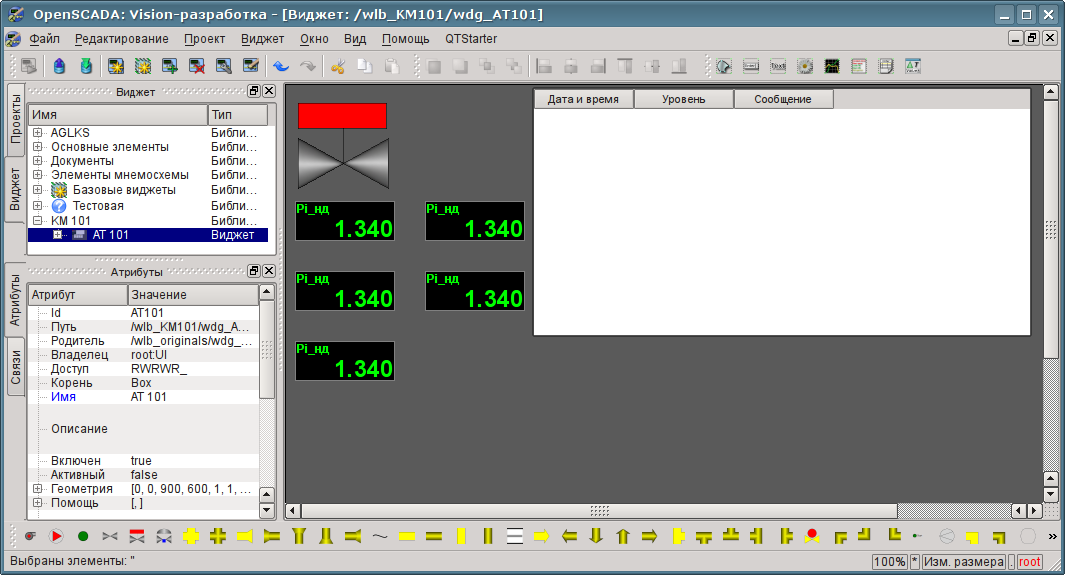 OpenSCADA: Vision-разработка - [Виджет: /wlb_KM101/wdg_AT101]
Файл Редактирование Проект Виджет Окно Вид Помощь QTStarter
Проекты
Виджет
Виджет
Имя Тип
AGLKS Библи...
Основные элементы Библи...
Документы Библи...
Элементы мнемосхемы Библи...
Базовые виджеты Библи...
Тестовая Библи...
КМ 101 Библи...
АТ 101 Виджет
Атрибуты
Связи
Атрибуты
Атрибут Значение
Id AT101
Путь /wlb_KM101/wdg_A...
Родитель /wlb_originals/wdg_...
Владелец root:UI
Доступ RWRWR_
Корень Box
Имя АТ 101
Описание
Включен true
Активный false
Геометрия [0, 0, 900, 600, 1, 1, ...
Помощь [, ]
Pi_нд
1.340
Pi_нд
1.340
Pi_нд
1.340
Pi_нд
1.340
Pi_нд
1.340
Дата и время Уровень Сообщение
Выбраны элементы: "
100% * Изм. размера . root